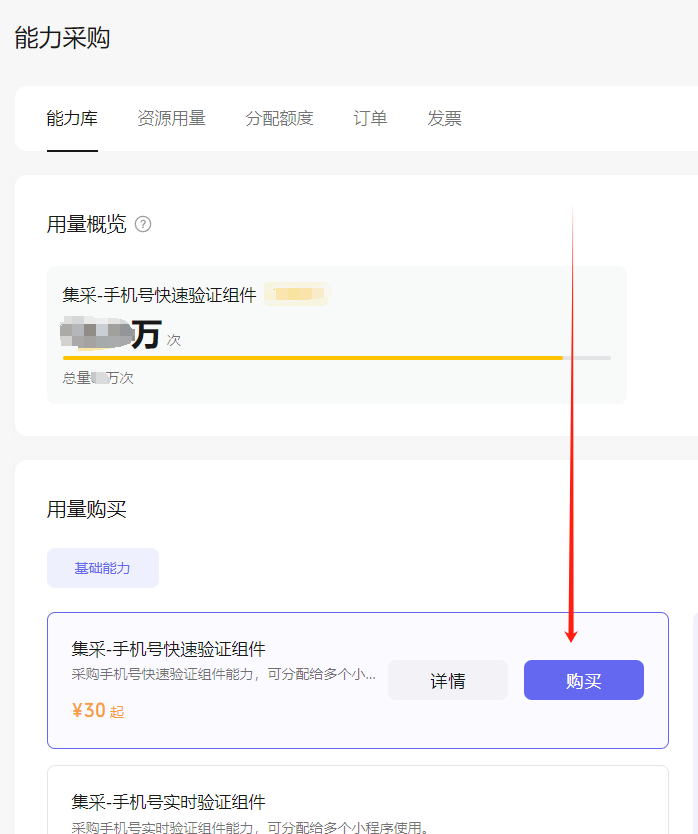 能力采购
能力库 资源用量 分配额度 订单 发票
用量概览 ?
集采-手机号快速验证组件
万 次
总量 万次
用量购买
基础能力
集采-手机号快速验证组件
采购手机号快速验证组件能力，可分配给多个小...
详情 购买
¥30 起
集采-手机号实时验证组件
采购手机号实时验证组件能力，可分配给多个小程序使用。